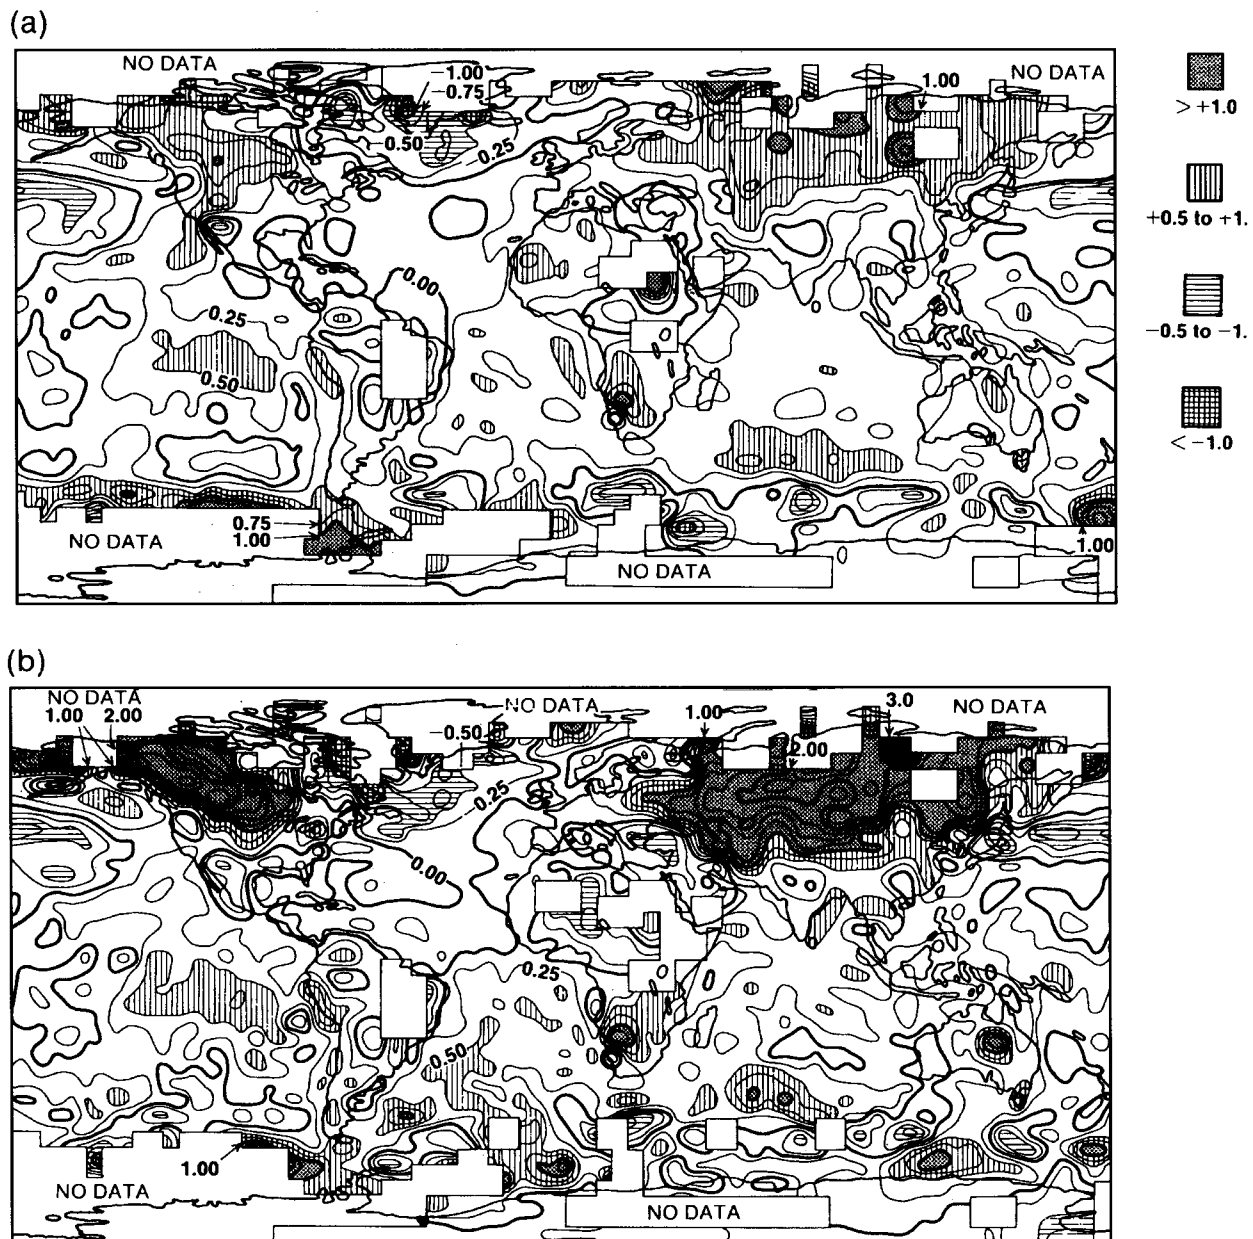 (a)
NO DATA
NO DATA
−1.00
−0.75
1.00
−0.50
−0.25
> +1.0
+0.5 to +1.
0.00
0.25
−0.5 to −1.
0.50
< −1.0
0.75
1.00
NO DATA
1.00
NO DATA
(b)
NO DATA
1.00 2.00
NO DATA
3.0
NO DATA
1.00
−0.50
2.00
−0.25
0.00
0.25
0.50
1.00
NO DATA
NO DATA